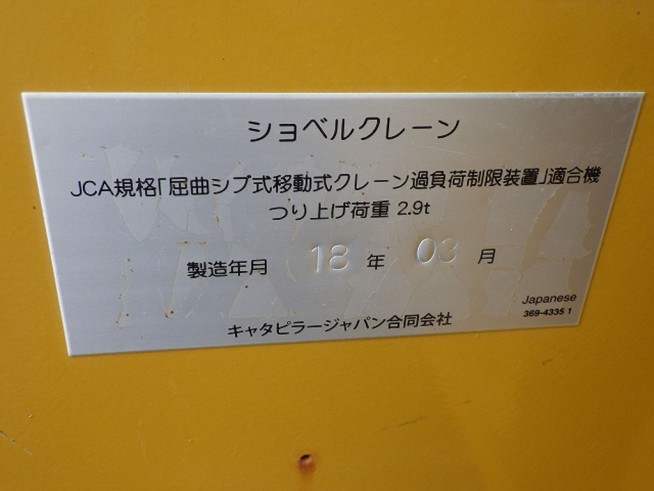 ショベルクレーン
JCA規格「屈曲ジブ式移動式クレーン過負荷制限装置」適合機
つり上げ荷重 2.9t
製造年月 18 年 03 月
Japanese
369-4335 1
キャタピラージャパン合同会社